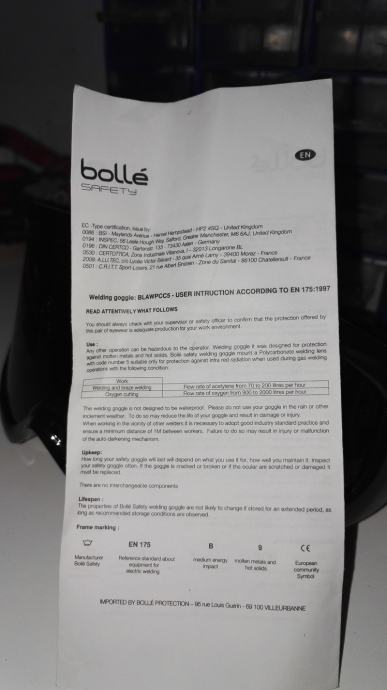 bollé
SAFETY
EN
EC Type certification, issue by:
0086 : BSI - Maylands Avenue - Hemel Hempstead - HP2 4SQ - United Kingdom
0194 : INSPEC, 56 Leslie Hough Way, Salford, Greater Manchester, M6 6AJ, United Kingdom
0196 : DIN CERTCO - Gartenstr. 133 - 73430 Aalen - Germany
0530 : CERTOTTICA, Zona Industriale Villanova, - 32013 Longarone BL
- 39400 Morez - France
0501 : C.R.I.T.T. Sport-Loisirs, 21 rue Albert Einstein - Zone du Sanital - 86100 Chatellerault - France
Welding goggle: BLAWPCC5 - USER INTRUCTION ACCORDING TO EN 175:1997
READ ATTENTIVELY WHAT FOLLOWS
You should always check with your supervisor or safety officer to confirm that the protection offered by
this pair of eyewear is adequate production for your work environment.
Use :
Any other operation can be hazardous to the operator. Welding goggle it was designed for protection
against molten metals and hot solids. Bollé safety welding goggle mount a Polycarbonate welding lens
with code number 5 suitable only for protection against infra red radiation when used during gas welding
operations with the following condition:
Work
Welding and braze welding Flow rate of acetylene from 70 to 200 litres per hour
Oxygen cutting Flow rate of oxygen from 900 to 2000 litres per hour
The welding goggle is not designed to be waterproof. Please do not use your goggle in the rain or other
inclement weather. To do so may reduce the life of your goggle and result in damage or injury.
When working in the vicinity of other welders it is necessary to adopt good industry standard practice and
ensure a minimum distance of 1M between workers. Failure to do so may result in injury or malfunction
of the auto-darkening mechanism.
Upkeep:
How long your safety goggle will last will depend on what you use it for, how well you maintain it. Inspect
your safety goggle often. If the goggle is cracked or broken or if the ocular are scratched or damaged it
must be replaced.
There are no interchangeable components
Lifespan :
The properties of Bollé Safety welding goggle are not likely to change if stored for an extended period, as
long as recommended storage conditions are observed.
Frame marking :
EN 175 B 9 CE
Manufacturer Reference standard about medium energy molten metals and European
Bollé Safety equipment for impact hot solids community
electric welding Symbol
IMPORTED BY BOLLÉ PROTECTION - 95 rue Louis Guérin - 69 100 VILLEURBANNE